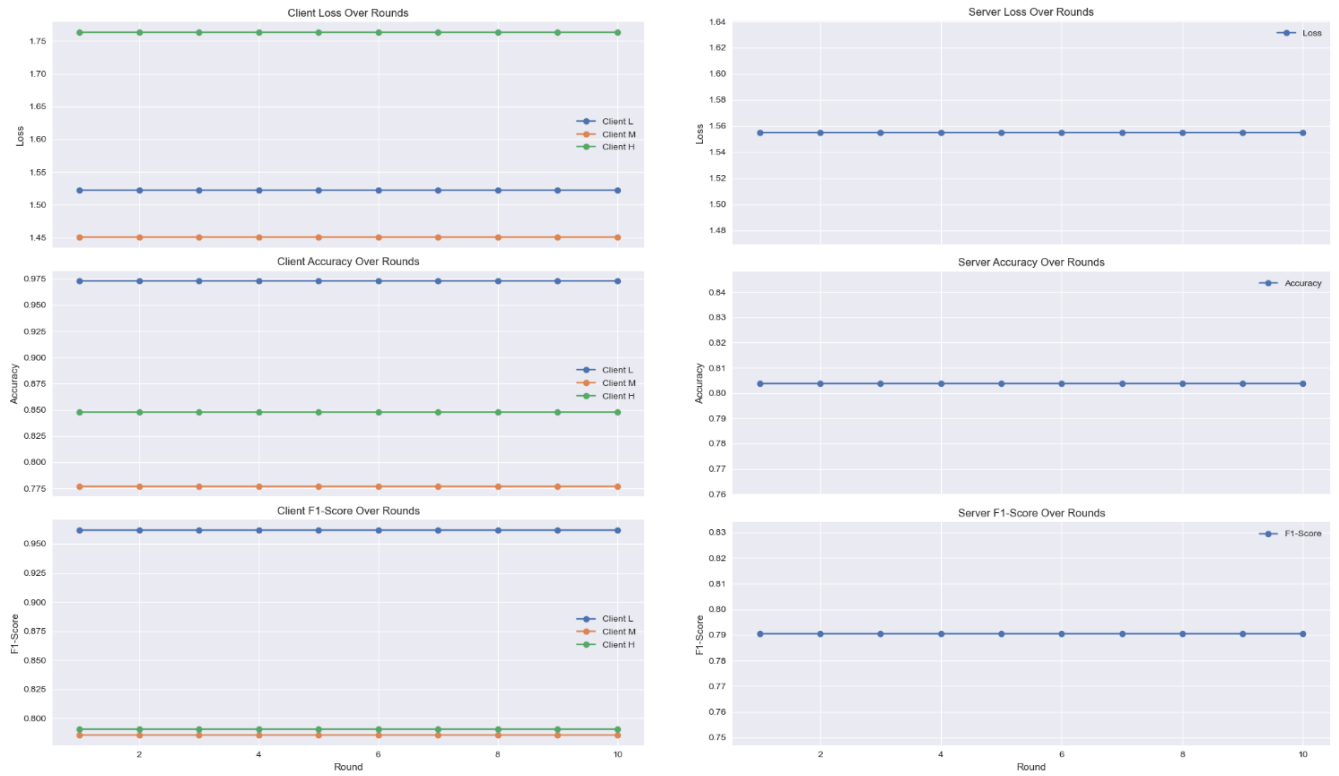 Client Loss Over Rounds
1.75
1.70
1.65
1.60
1.55
1.50
1.45
Loss
Client L
Client M
Client H
Server Loss Over Rounds
1.64
1.62
1.60
1.58
1.56
1.54
1.52
1.50
1.48
Loss
Loss
Client Accuracy Over Rounds
0.975
0.950
0.925
0.900
0.875
0.850
0.825
0.800
0.775
Accuracy
Client L
Client M
Client H
Server Accuracy Over Rounds
0.84
0.83
0.82
0.81
0.80
0.79
0.78
0.77
0.76
Accuracy
Accuracy
Client F1-Score Over Rounds
0.950
0.925
0.900
0.875
0.850
0.825
0.800
F1-Score
Client L
Client M
Client H
2 4 6 8 10
Round
Server F1-Score Over Rounds
0.83
0.82
0.81
0.80
0.79
0.78
0.77
0.76
0.75
F1-Score
F1-Score
2 4 6 8 10
Round